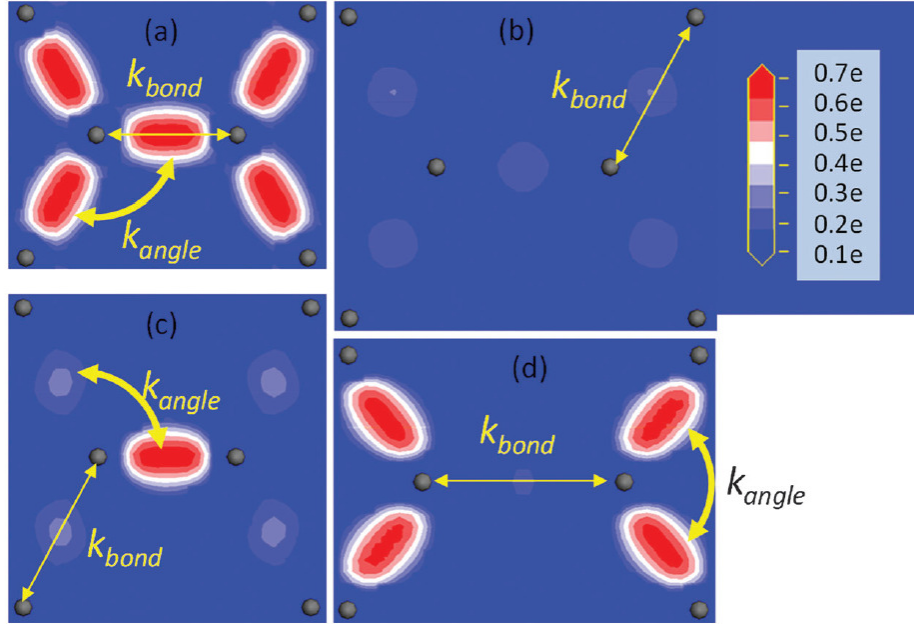 (a)
k_bond
k_angle
(b)
k_bond
0.7e
0.6e
0.5e
0.4e
0.3e
0.2e
0.1e
(c)
k_angle
k_bond
(d)
k_bond
k_angle